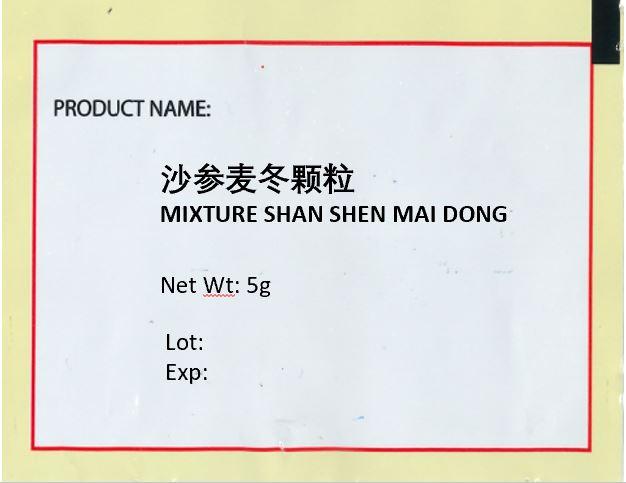 PRODUCT NAME:
沙参麦冬颗粒
MIXTURE SHAN SHEN MAI DONG
Net Wt: 5g
Lot:
Exp: